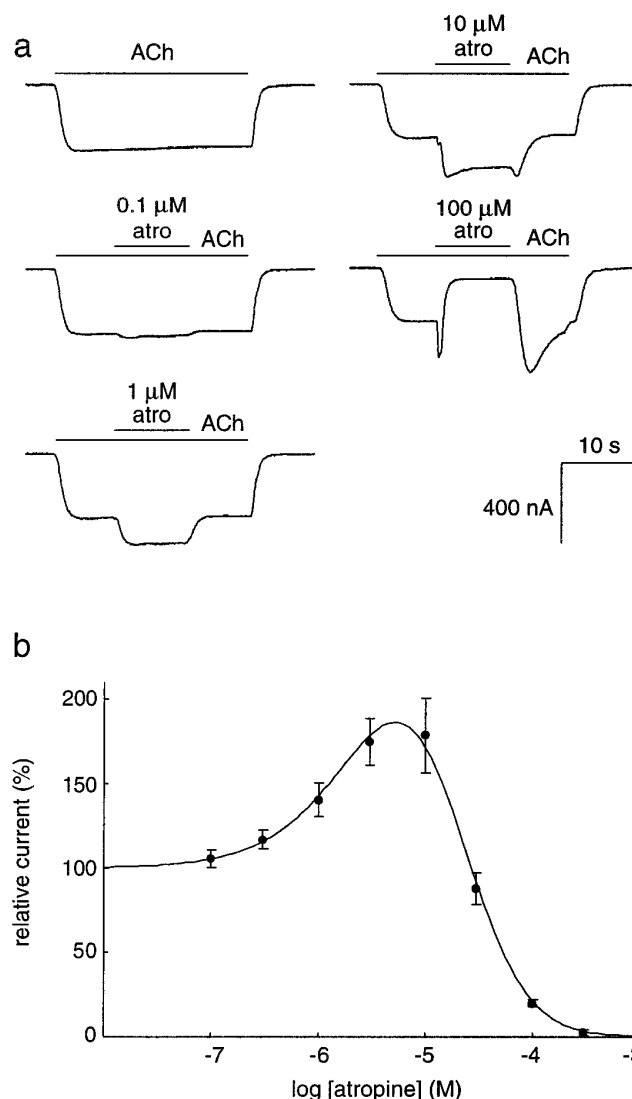 a
ACh
10 μM
atro
ACh
0.1 μM
atro
ACh
100 μM
atro
ACh
1 μM
atro
ACh
10 s
400 nA
b
200
150
100
50
0
relative current (%)
-7
-6
-5
-4
log [atropine] (M)